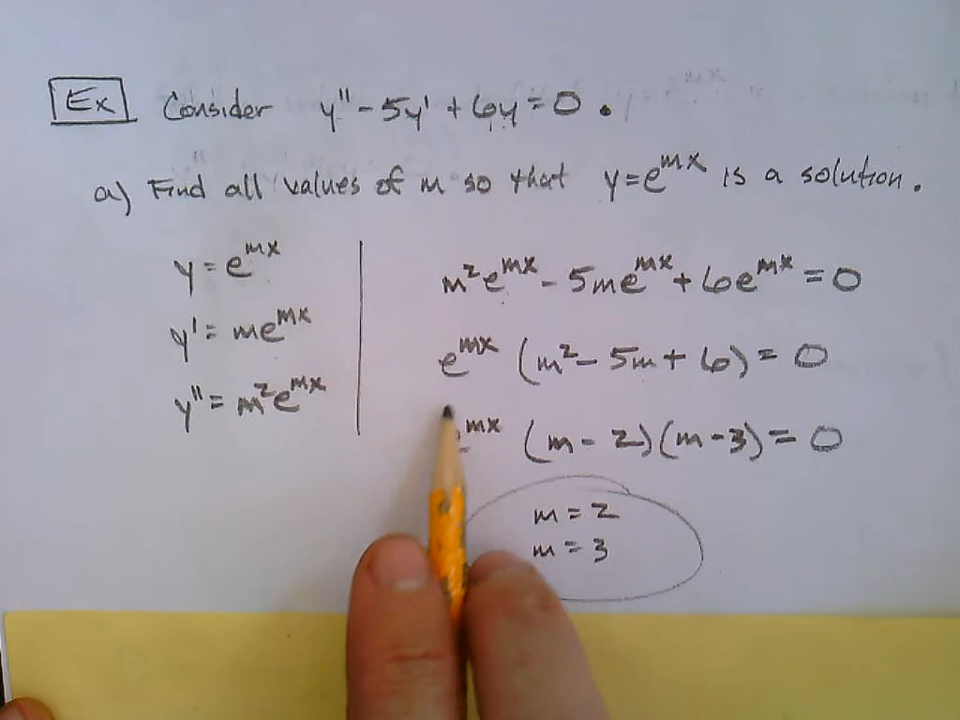 Ex Consider y'' - 5y' + 6y = 0.
a) Find all values of m so that y = e^{mx} is a solution.
y = e^{mx}
y' = me^{mx}
y'' = m²e^{mx}
m²e^{mx} - 5me^{mx} + 6e^{mx} = 0
e^{mx} (m² - 5m + 6) = 0
e^{mx} (m - 2)(m - 3) = 0
m = 2
m = 3